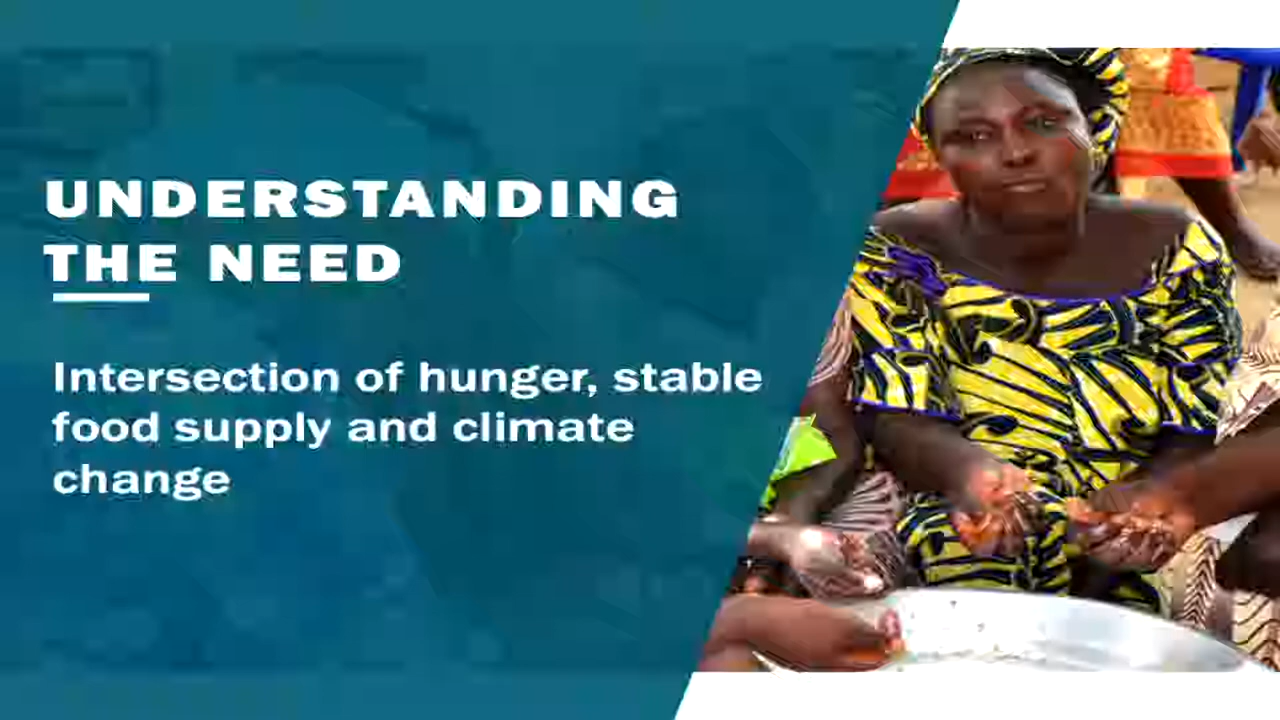 UNDERSTANDING
THE NEED
Intersection of hunger, stable
food supply and climate
change